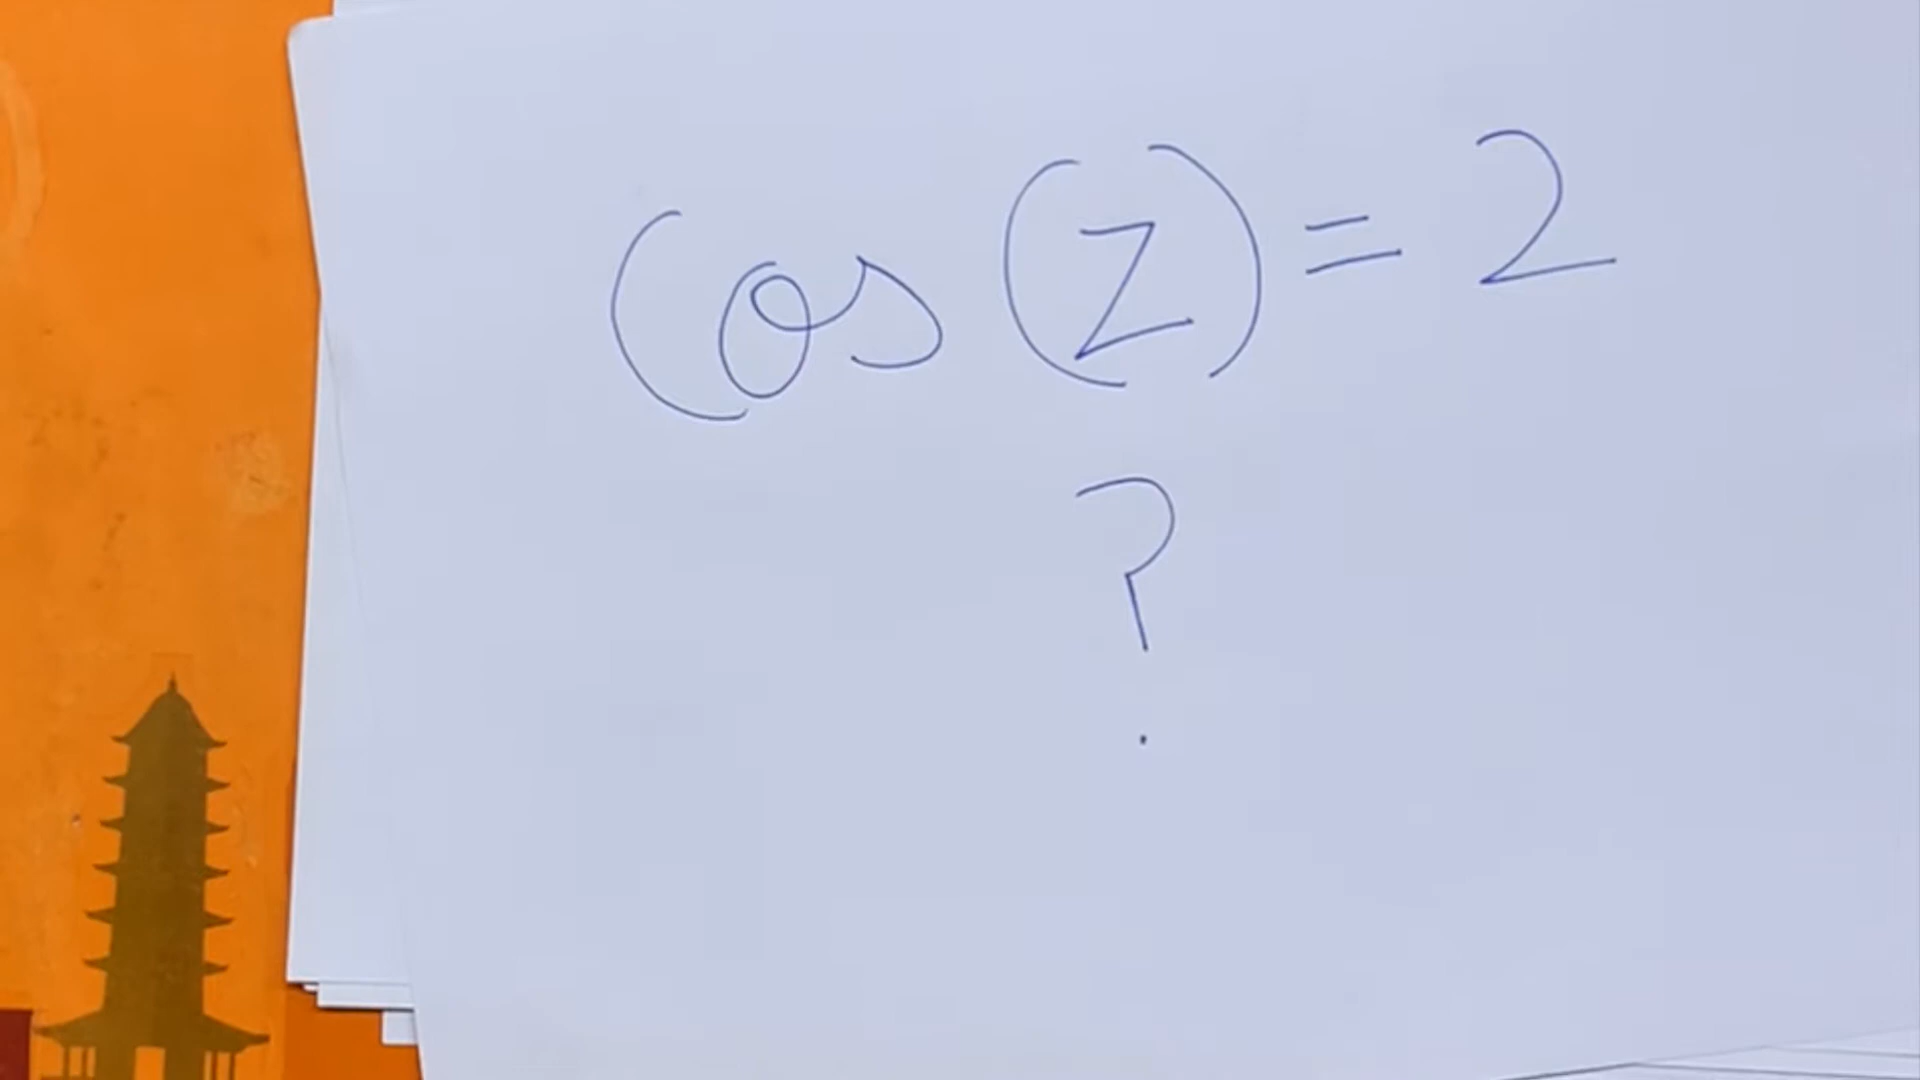 Cos(z) = 2
?